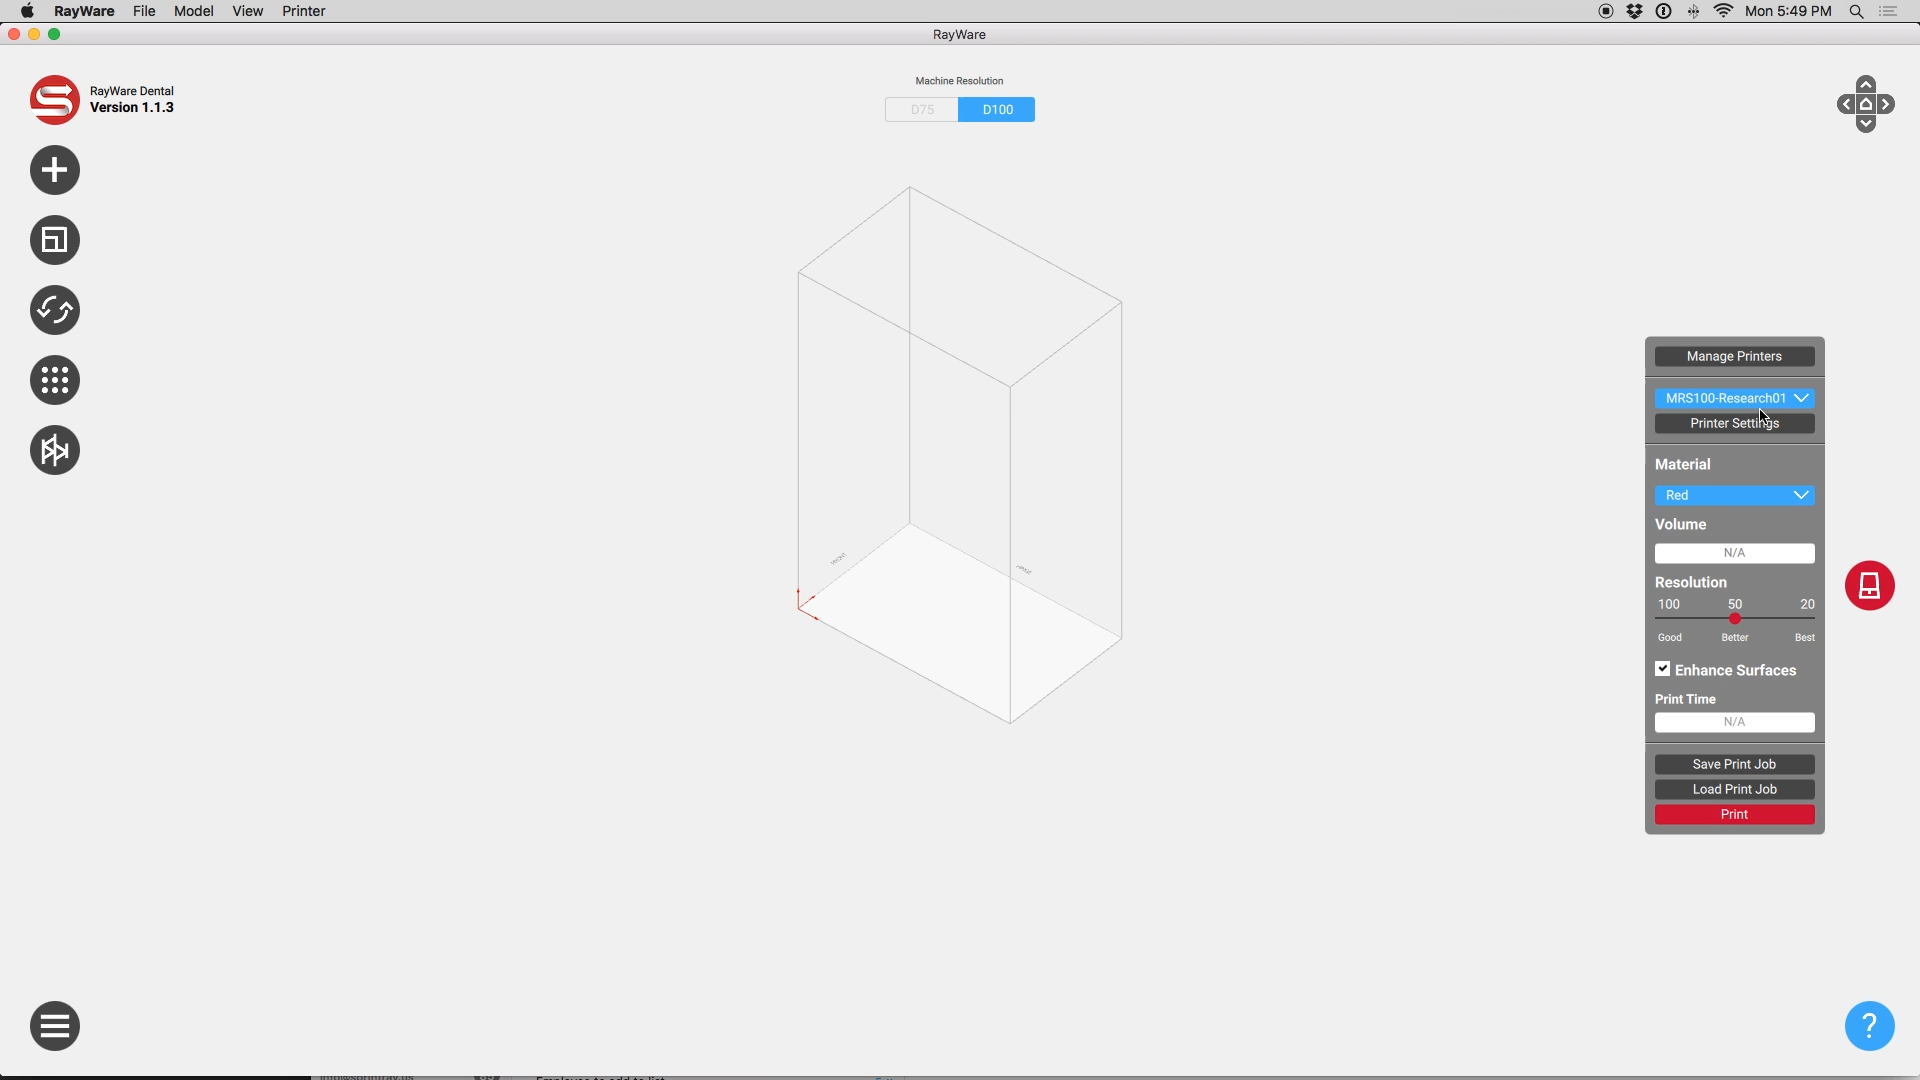 RayWare File Model View Printer
Mon 5:49 PM
RayWare
RayWare Dental
Version 1.1.3
Machine Resolution
D75 D100
Manage Printers
MRS100-Research01
Printer Settings
Material
Red
Volume
N/A
Resolution
100 50 20
Good Better Best
Enhance Surfaces
Print Time
N/A
Save Print Job
Load Print Job
Print
?